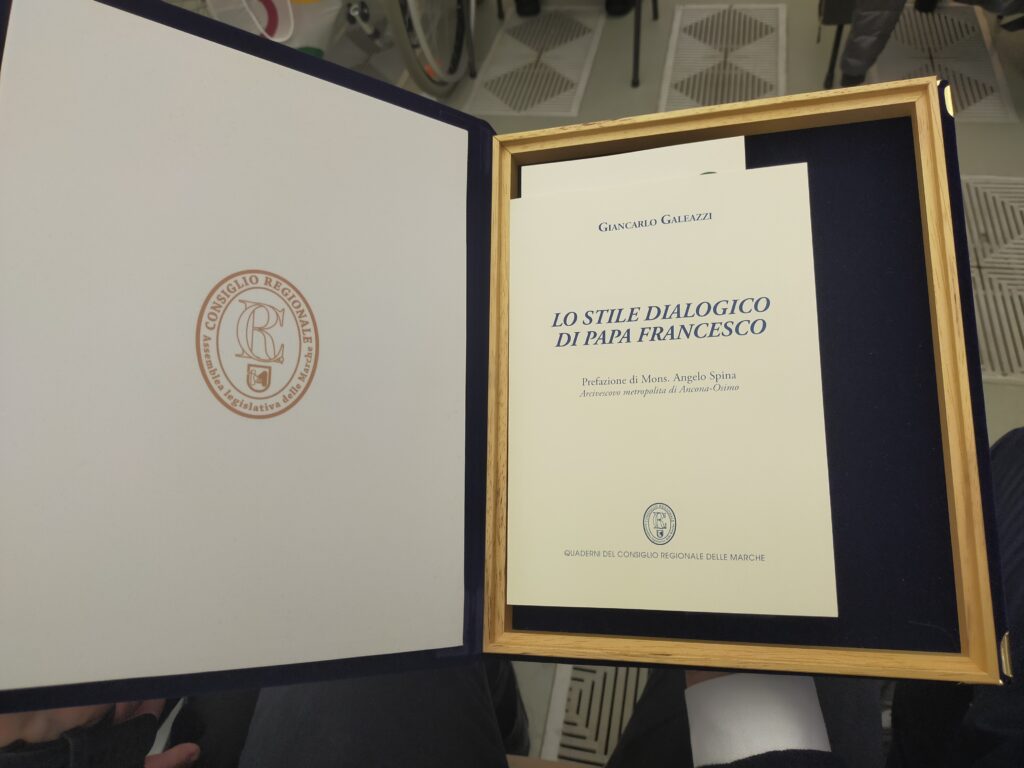 CONSIGLIO REGIONALE
CR
Assemblea legislativa delle Marche
GIANCARLO GALEAZZI
LO STILE DIALOGICO
DI PAPA FRANCESCO
Prefazione di Mons. Angelo Spina
Arcivescovo metropolita di Ancona-Osimo
QUADERNI DEL CONSIGLIO REGIONALE DELLE MARCHE